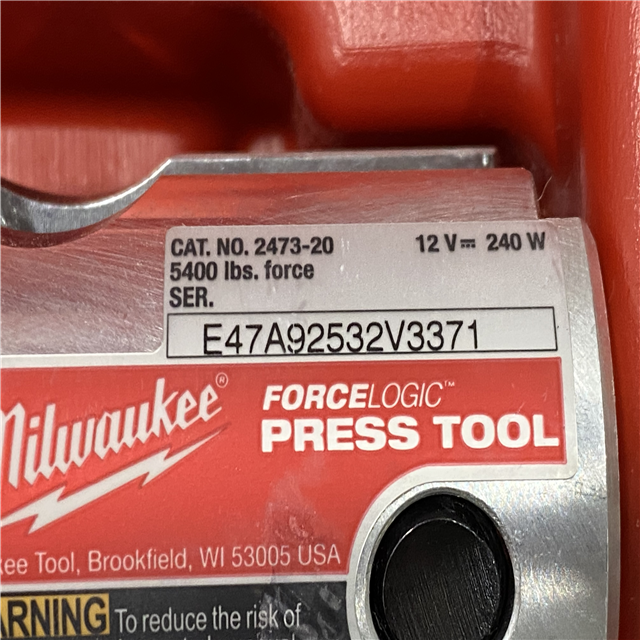 CAT. NO. 2473-20 12 V⎓ 240 W
5400 lbs. force
SER.
E47A92532V3371
Milwaukee®
FORCELOGIC™
PRESS TOOL
kee Tool, Brookfield, WI 53005 USA
ARNING To reduce the risk of